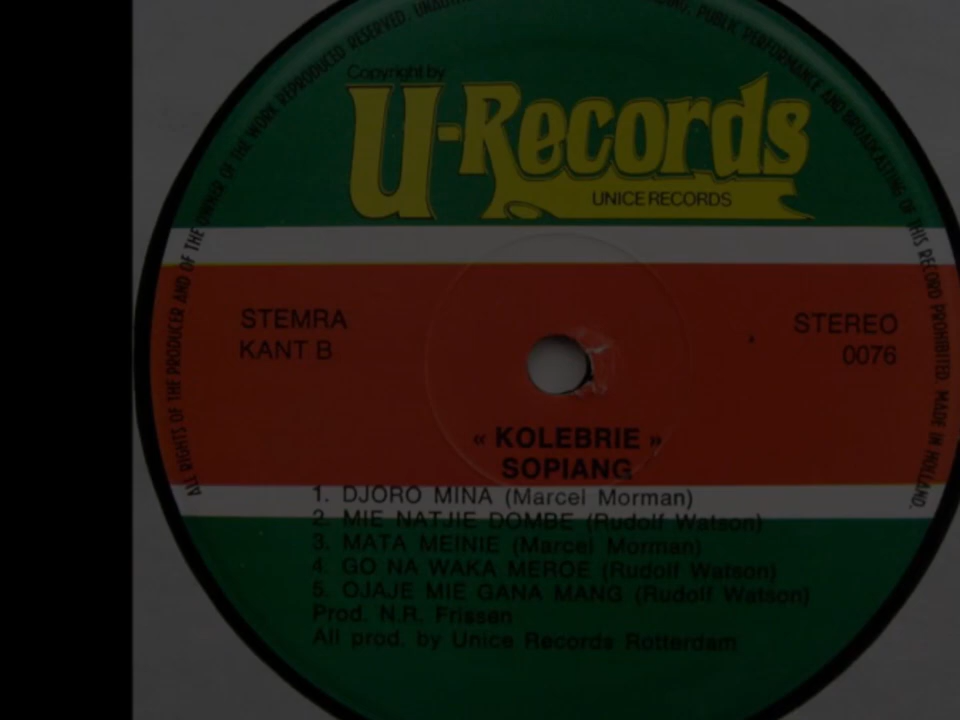 ALL RIGHTS OF THE PRODUCER AND OF THE OWNER OF THE WORK REPRODUCED RESERVED. PUBLIC PERFORMANCE AND BROADCASTING OF THIS RECORD PROHIBITED. MADE IN HOLLAND.
Copyright by
U-Records
UNICE RECORDS
STEMRA
KANT B
STEREO
0076
« KOLEBRIE »
SOPIANG
1. DJORO MINA (Marcel Morman)
2. MIE NATJIE DOMBE (Rudolf Watson)
3. MATA MEINIE (Marcel Morman)
4. GO NA WAKA MEROE (Rudolf Watson)
5. OJAJE MIE GANA MANG (Rudolf Watson)
Prod. N.R. Frissen
All prod. by Unice Records Rotterdam